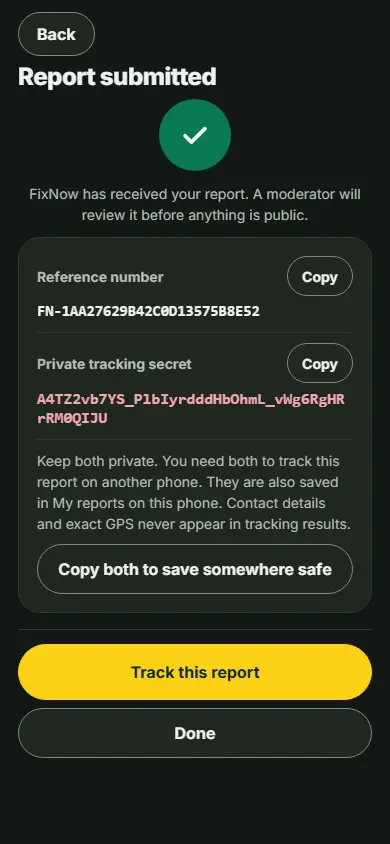 Back
Report submitted
FixNow has received your report. A moderator will
review it before anything is public.
Reference number
Copy
FN-1AA27629B42C0D13575B8E52
Private tracking secret
Copy
A4TZ2vb7YS_PlbIyrdddHbOhmL_vWg6RgHR
rRM0QIJU
Keep both private. You need both to track this
report on another phone. They are also saved
in My reports on this phone. Contact details
and exact GPS never appear in tracking results.
Copy both to save somewhere safe
Track this report
Done